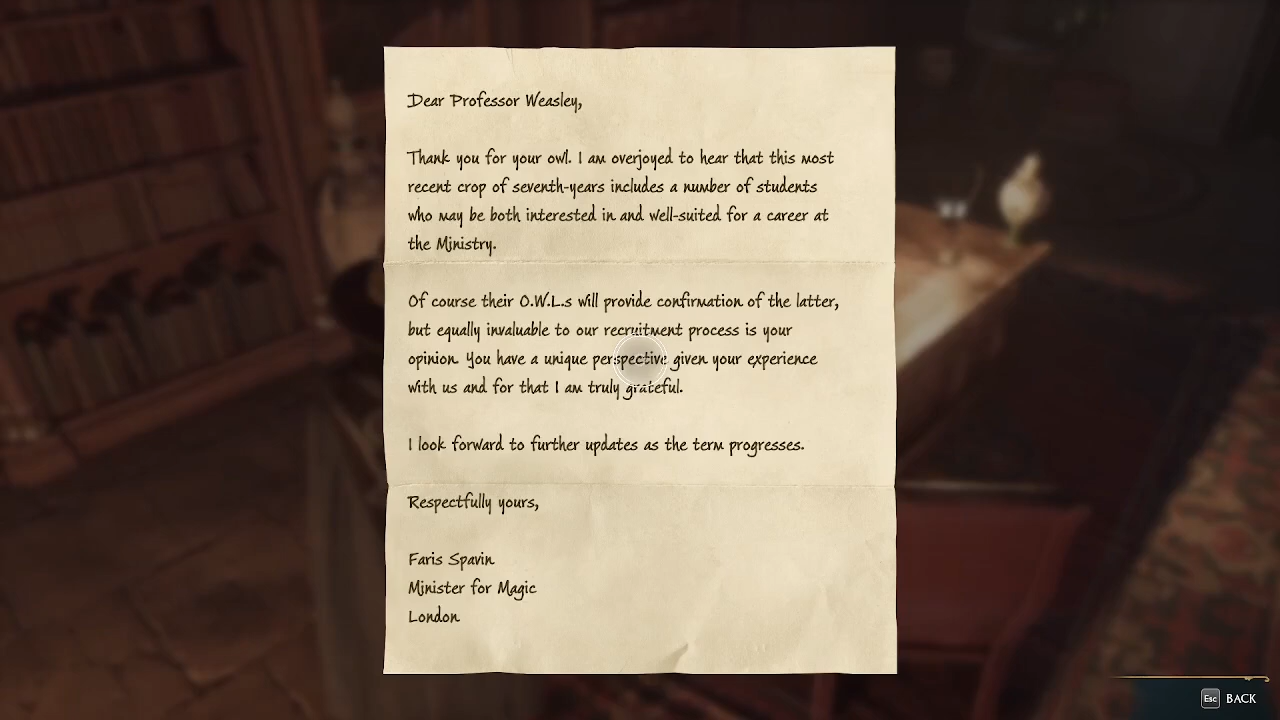 Dear Professor Weasley,
Thank you for your owl. I am overjoyed to hear that this most
recent crop of seventh-years includes a number of students
who may be both interested in and well-suited for a career at
the Ministry.
Of course their O.W.L.s will provide confirmation of the latter,
but equally invaluable to our recruitment process is your
opinion. You have a unique perspective given your experience
with us and for that I am truly grateful.
I look forward to further updates as the term progresses.
Respectfully yours,
Faris Spavin
Minister for Magic
London
Esc BACK